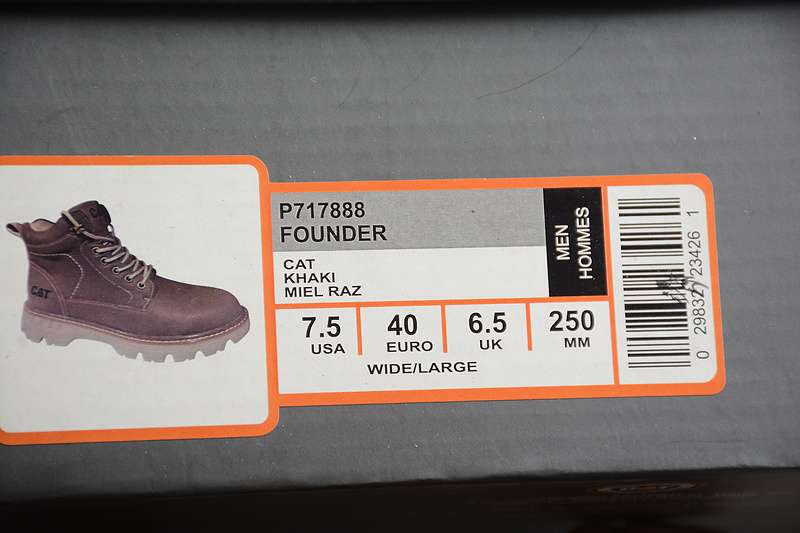 CAT
CAT
P717888
FOUNDER
CAT
KHAKI
MIEL RAZ
MEN
HOMMES
7.5
USA
40
EURO
6.5
UK
250
MM
WIDE/LARGE